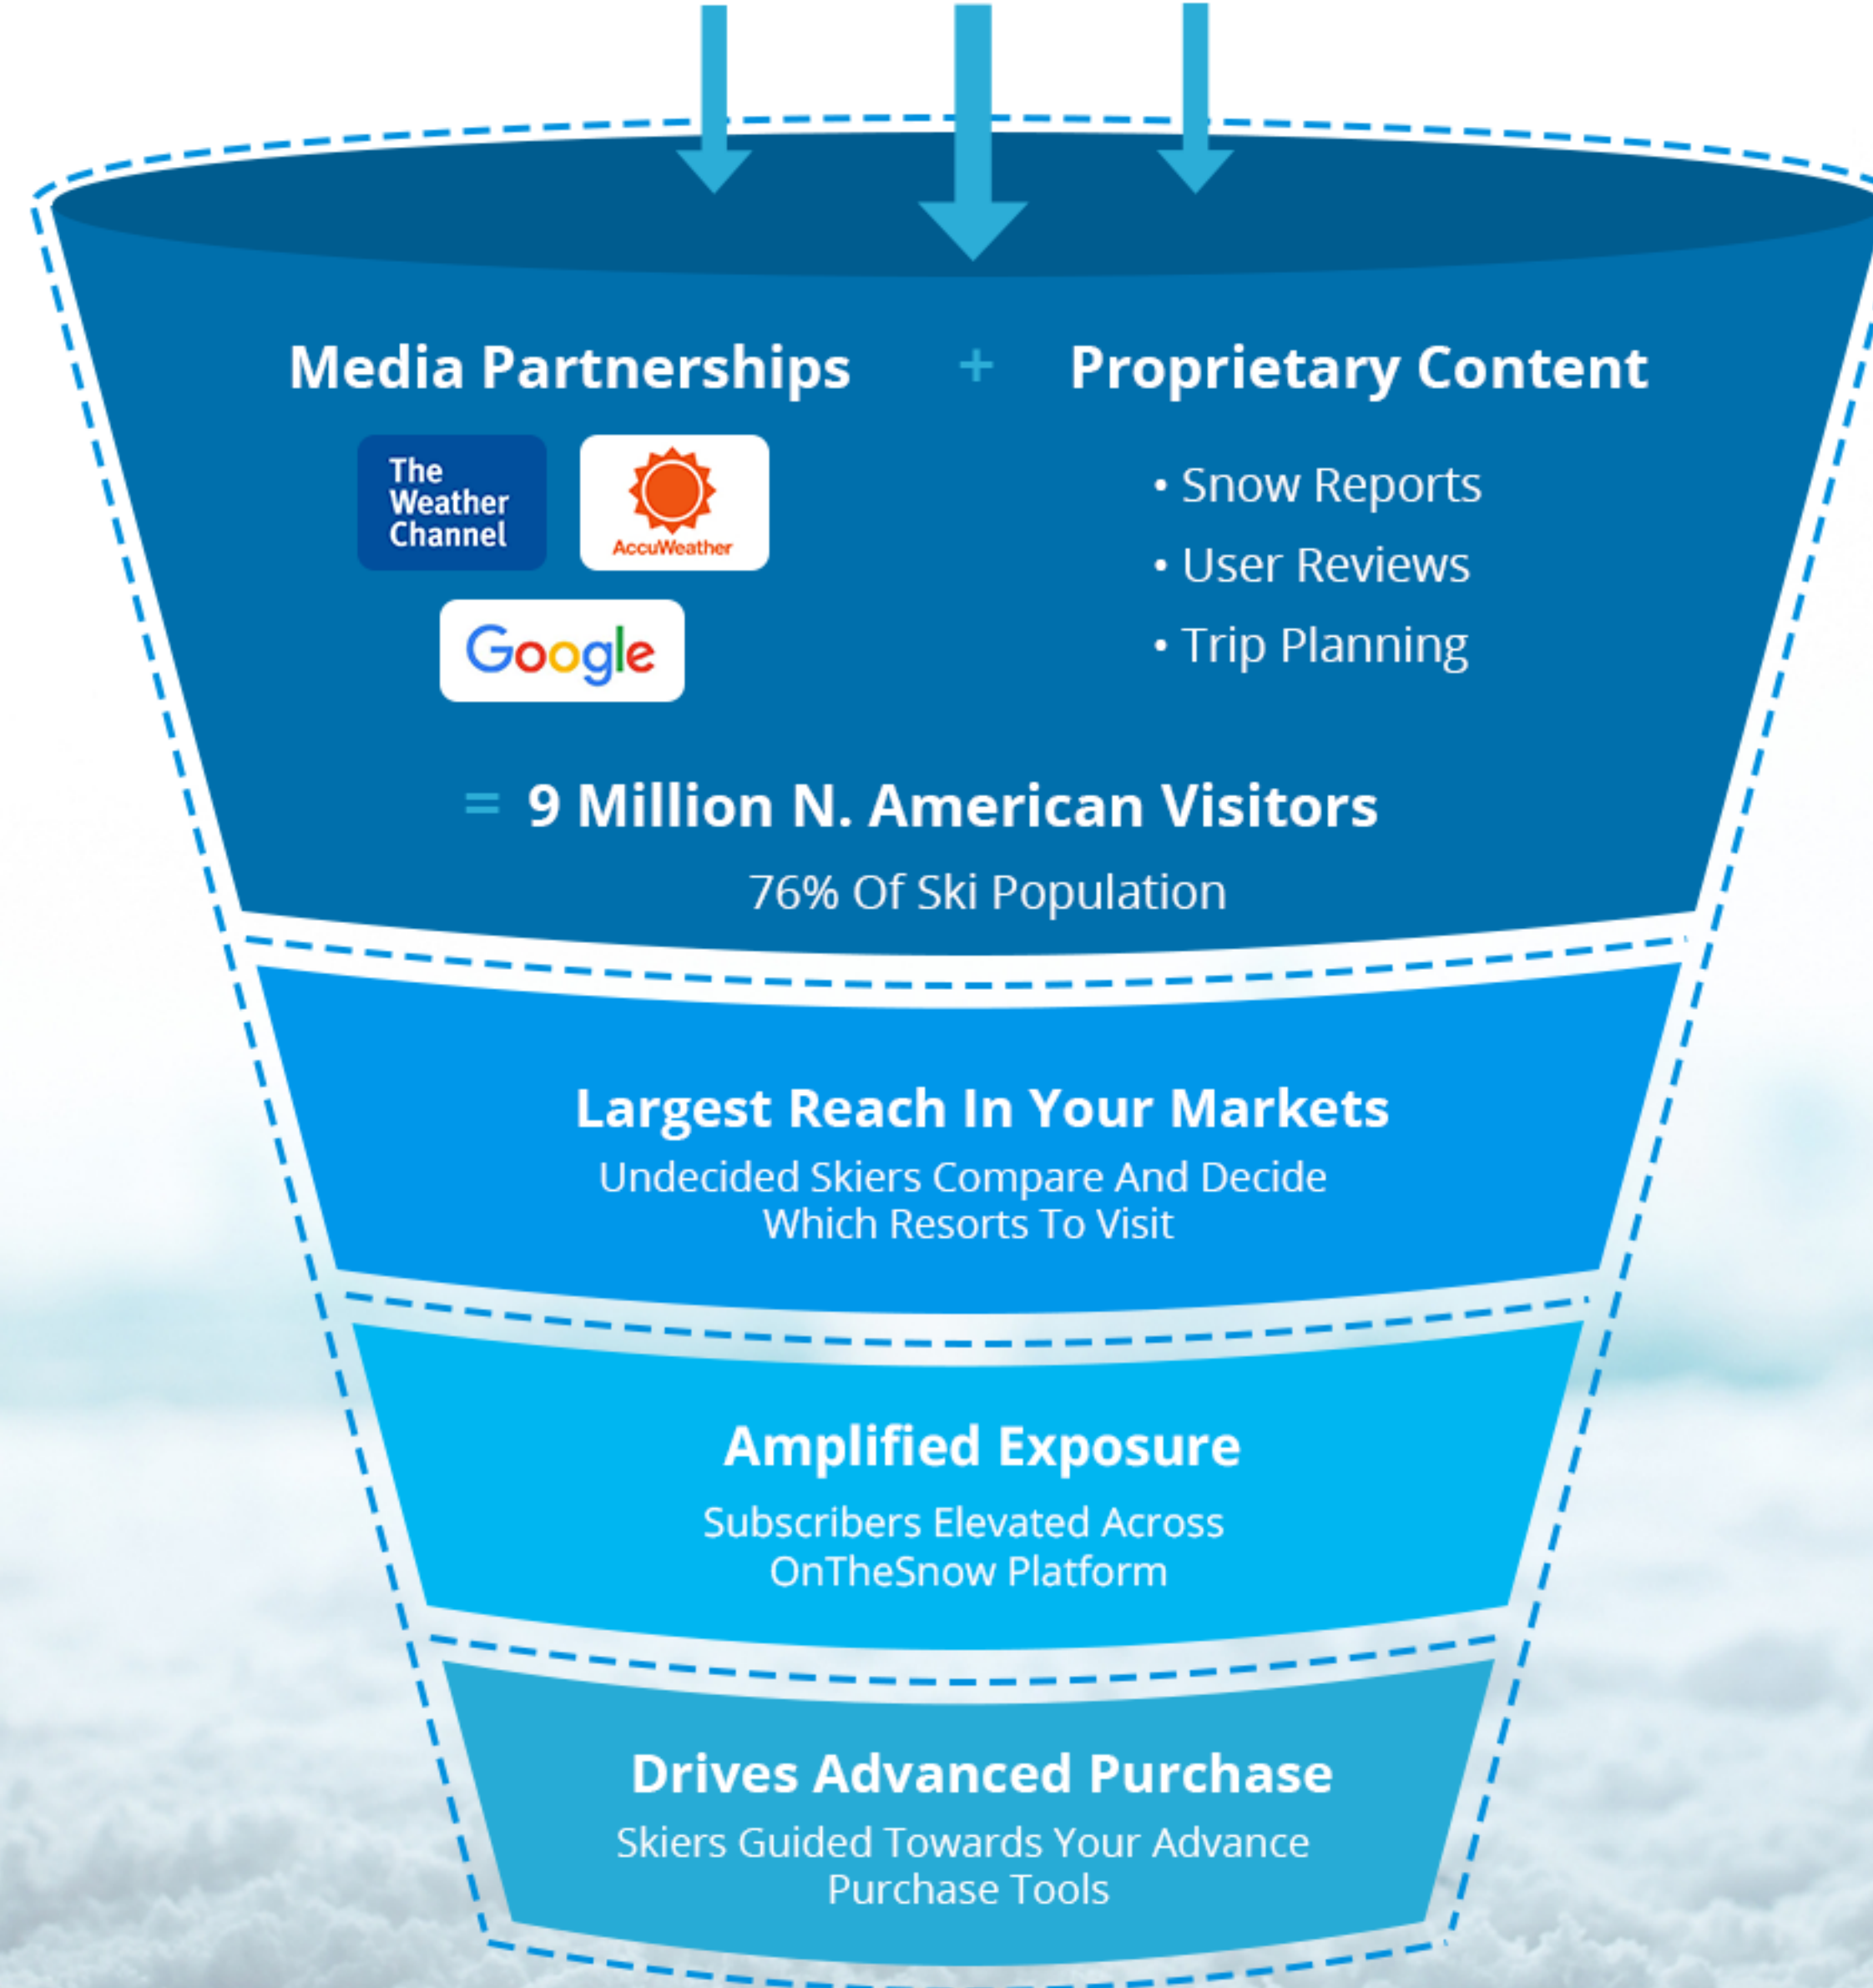 Media Partnerships + Proprietary Content
The
Weather
Channel
AccuWeather
Google
• Snow Reports
• User Reviews
• Trip Planning
= 9 Million N. American Visitors
76% Of Ski Population
Largest Reach In Your Markets
Undecided Skiers Compare And Decide
Which Resorts To Visit
Amplified Exposure
Subscribers Elevated Across
OnTheSnow Platform
Drives Advanced Purchase
Skiers Guided Towards Your Advance
Purchase Tools